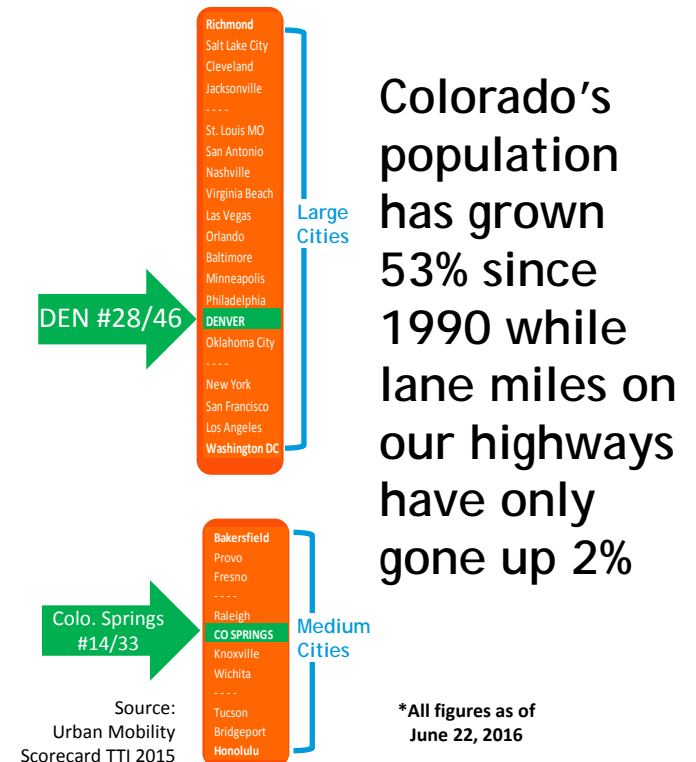 Richmond
Salt Lake City
Cleveland
Jacksonville
- - - -
St. Louis MO
San Antonio
Nashville
Virginia Beach
Las Vegas
Orlando
Baltimore
Minneapolis
Philadelphia
DENVER
Oklahoma City
- - - -
New York
San Francisco
Los Angeles
Washington DC
Large
Cities
DEN #28/46
Colorado’s
population
has grown
53% since
1990 while
lane miles on
our highways
have only
gone up 2%
Bakersfield
Provo
Fresno
- - - -
Raleigh
CO SPRINGS
Knoxville
Wichita
- - - -
Tucson
Bridgeport
Honolulu
Medium
Cities
Colo. Springs
#14/33
Source:
Urban Mobility
Scorecard TTI 2015
*All figures as of
June 22, 2016